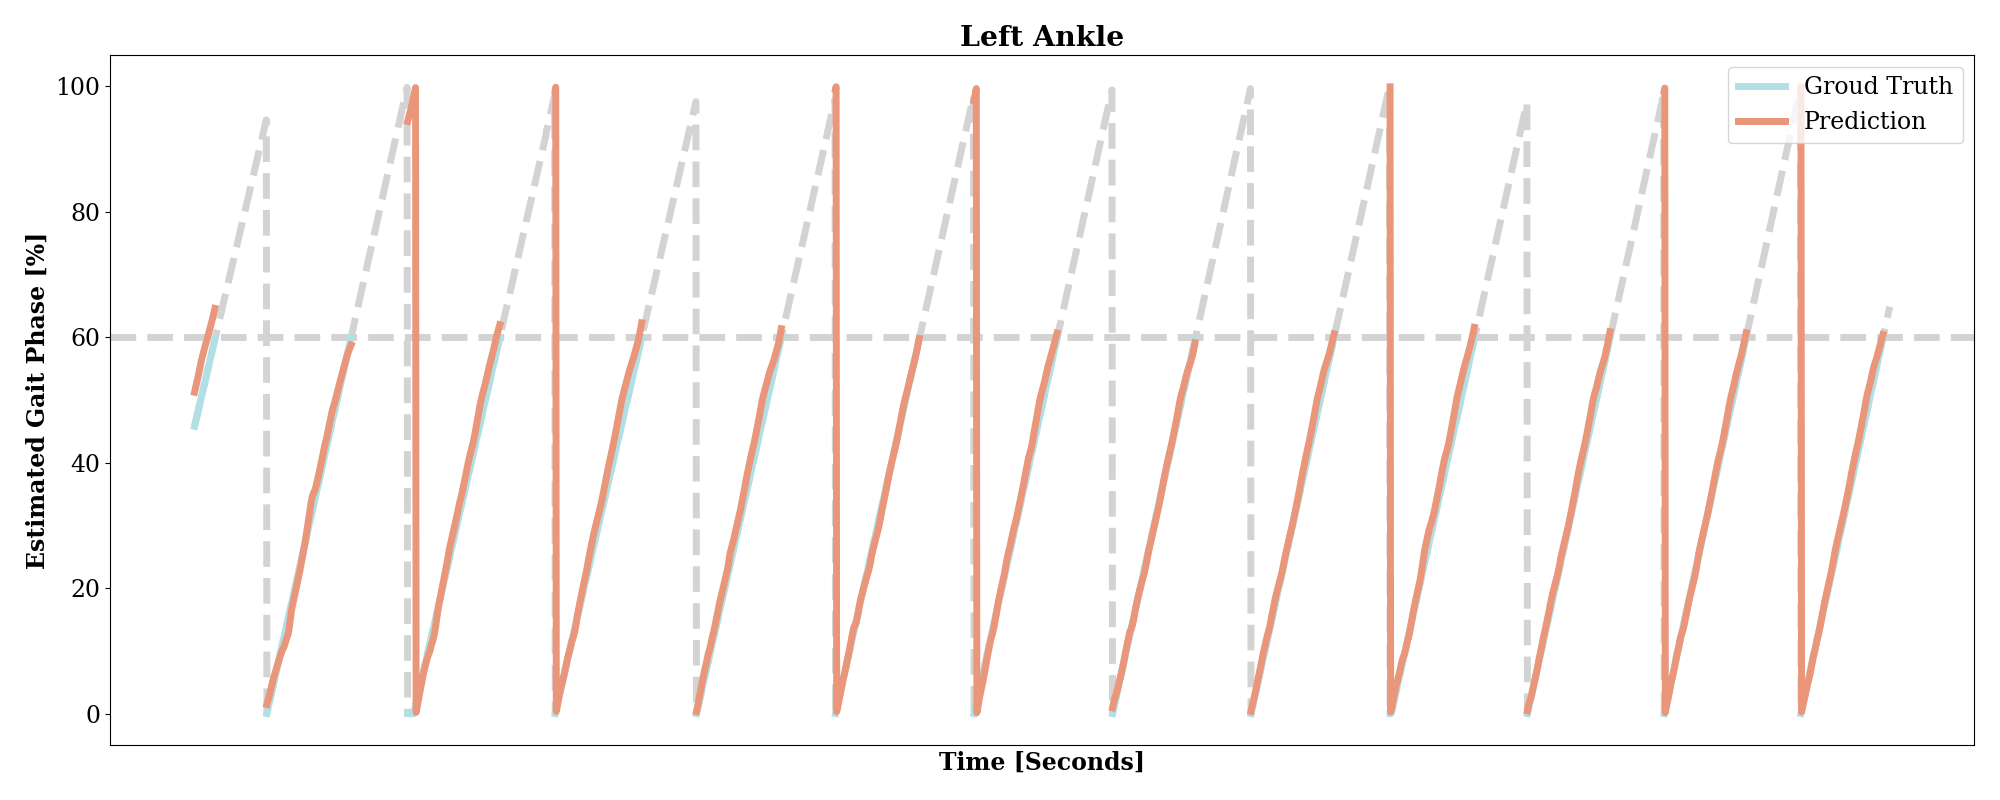 Left Ankle
100
80
60
40
20
0
Estimated Gait Phase [%]
Groud Truth
Prediction
Time [Seconds]